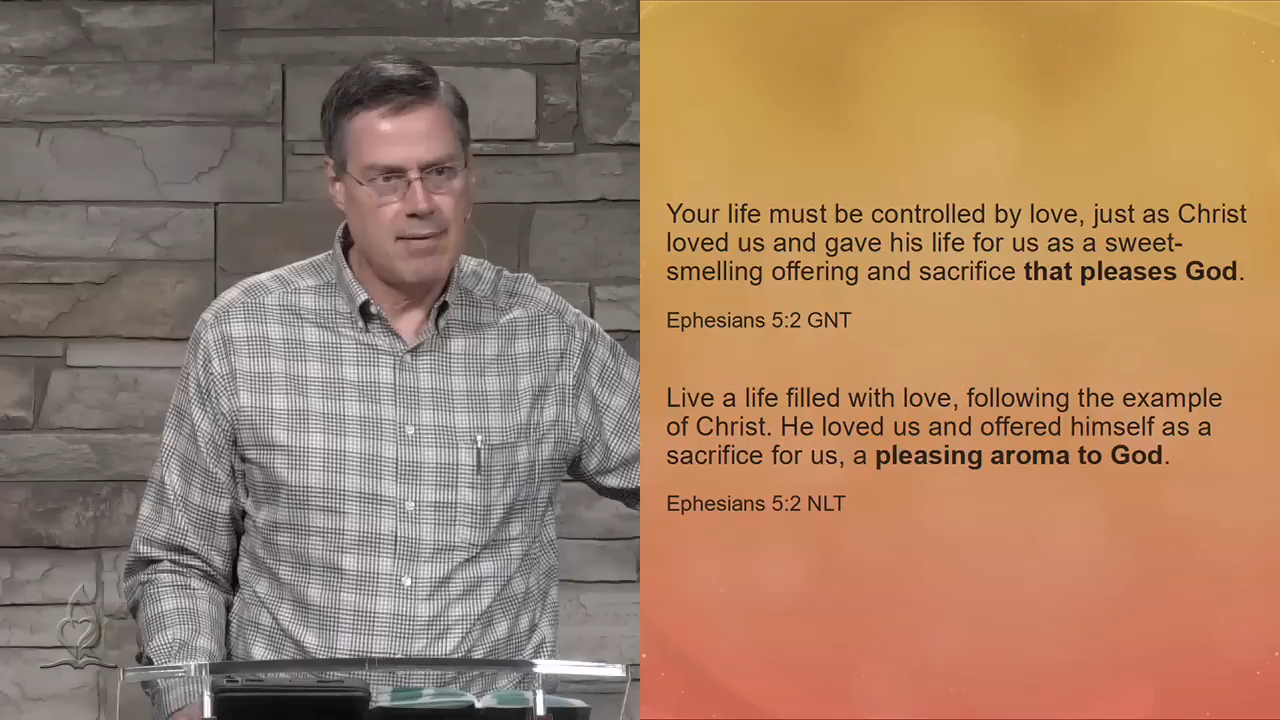 Your life must be controlled by love, just as Christ
loved us and gave his life for us as a sweet-
smelling offering and sacrifice that pleases God.
Ephesians 5:2 GNT
Live a life filled with love, following the example
of Christ. He loved us and offered himself as a
sacrifice for us, a pleasing aroma to God.
Ephesians 5:2 NLT